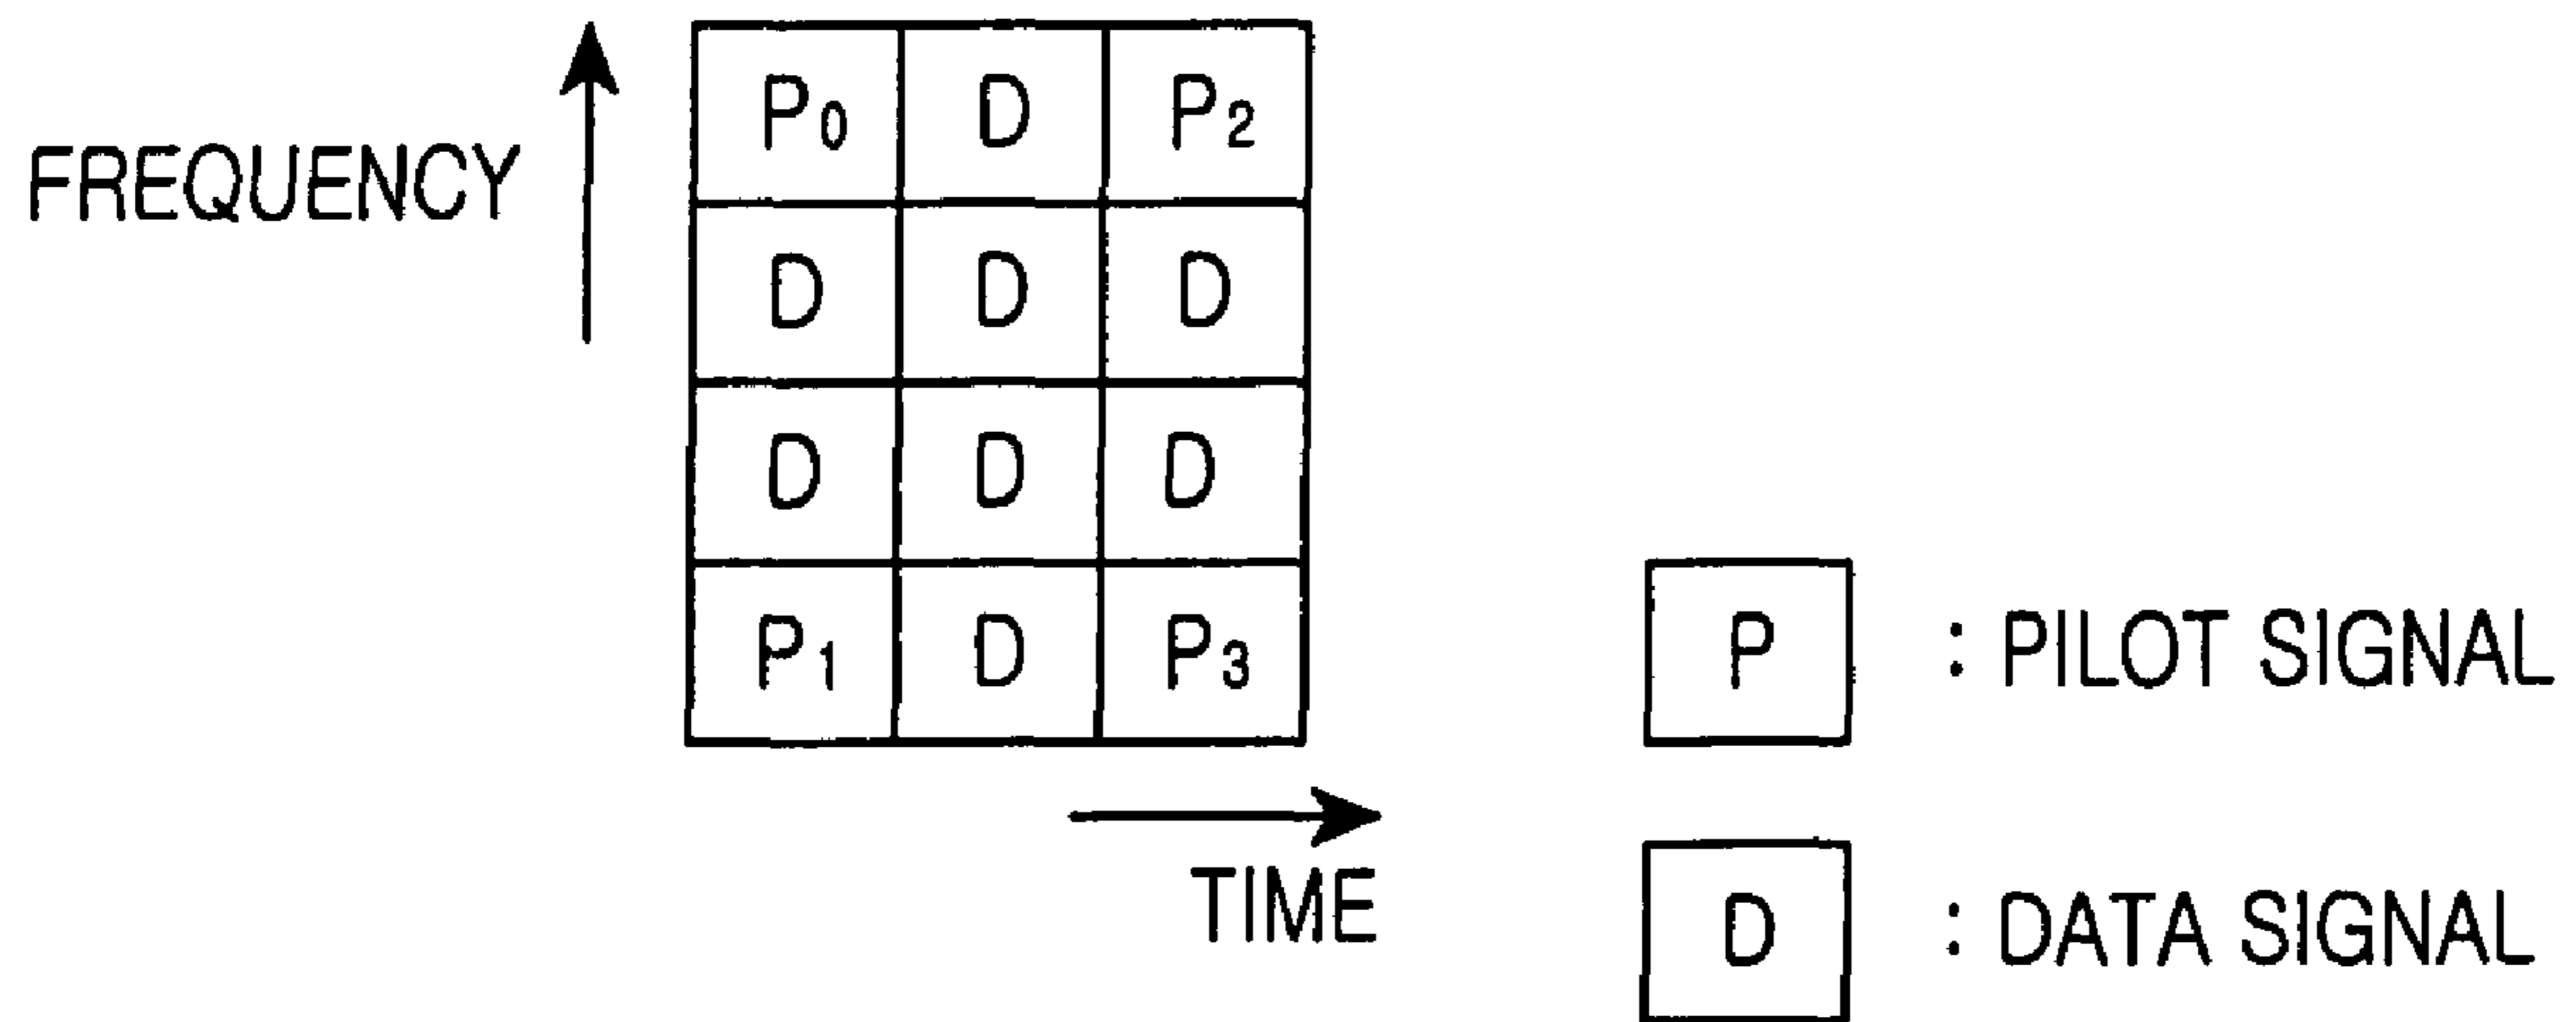 P0 D P2
FREQUENCY
D D D
D D D
P1 D P3
TIME
P : PILOT SIGNAL
D : DATA SIGNAL